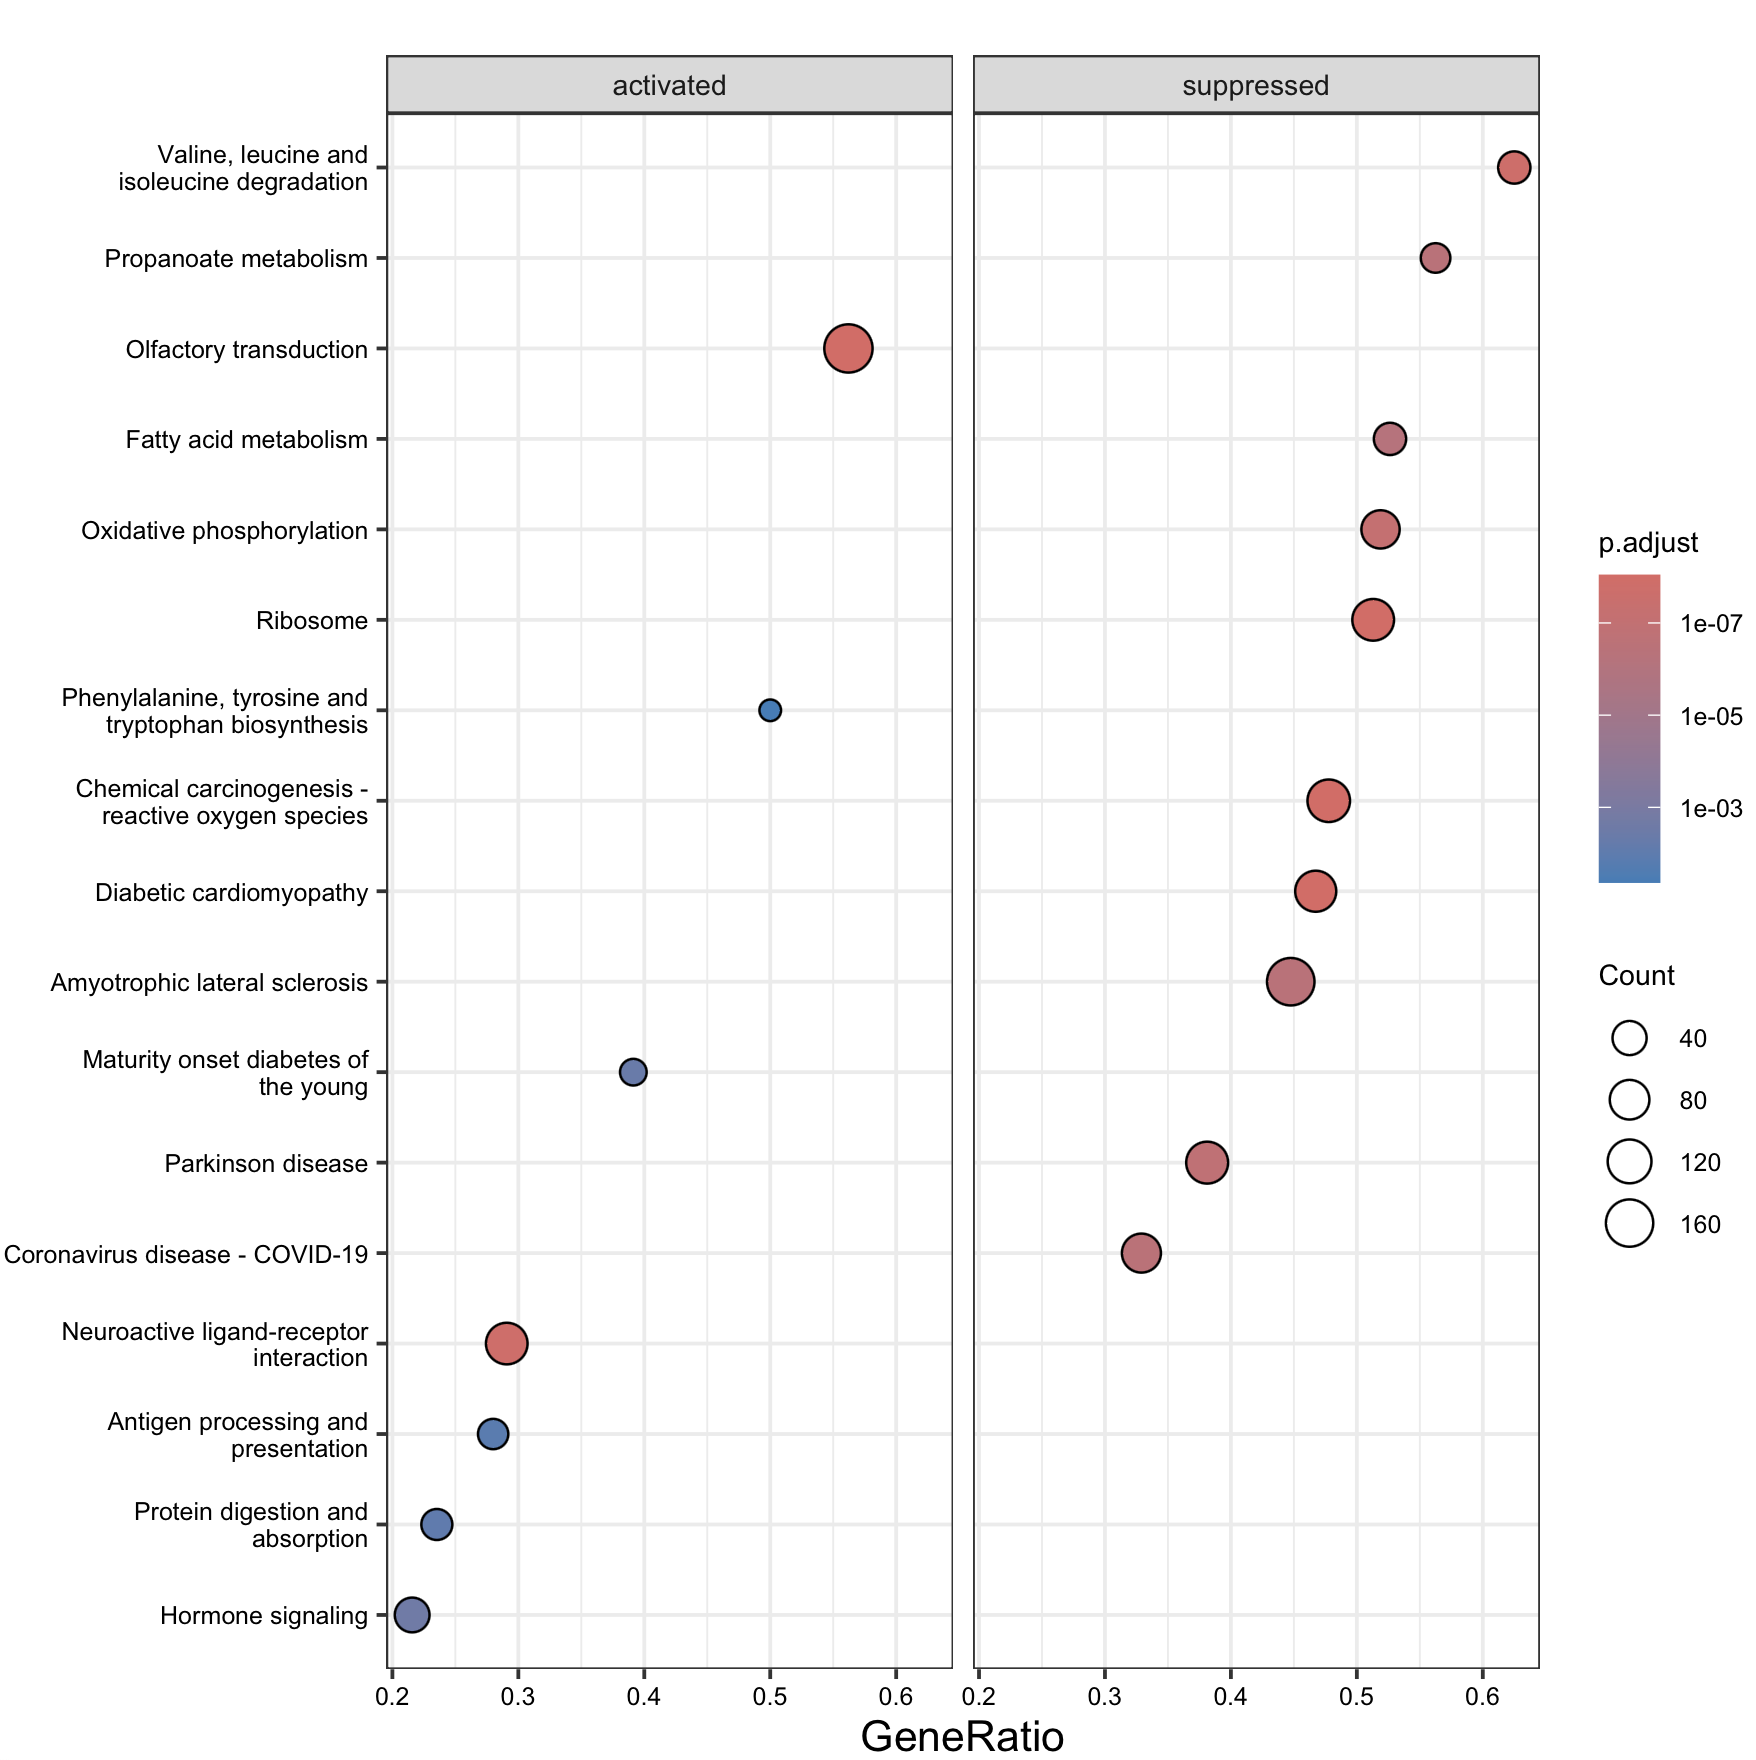 activated
suppressed
Valine, leucine and
isoleucine degradation
Propanoate metabolism
Olfactory transduction
Fatty acid metabolism
Oxidative phosphorylation
Ribosome
Phenylalanine, tyrosine and
tryptophan biosynthesis
Chemical carcinogenesis -
reactive oxygen species
Diabetic cardiomyopathy
Amyotrophic lateral sclerosis
Maturity onset diabetes of
the young
Parkinson disease
Coronavirus disease - COVID-19
Neuroactive ligand-receptor
interaction
Antigen processing and
presentation
Protein digestion and
absorption
Hormone signaling
0.2 0.3 0.4 0.5 0.6
0.2 0.3 0.4 0.5 0.6
GeneRatio
p.adjust
1e-07
1e-05
1e-03
Count
40
80
120
160